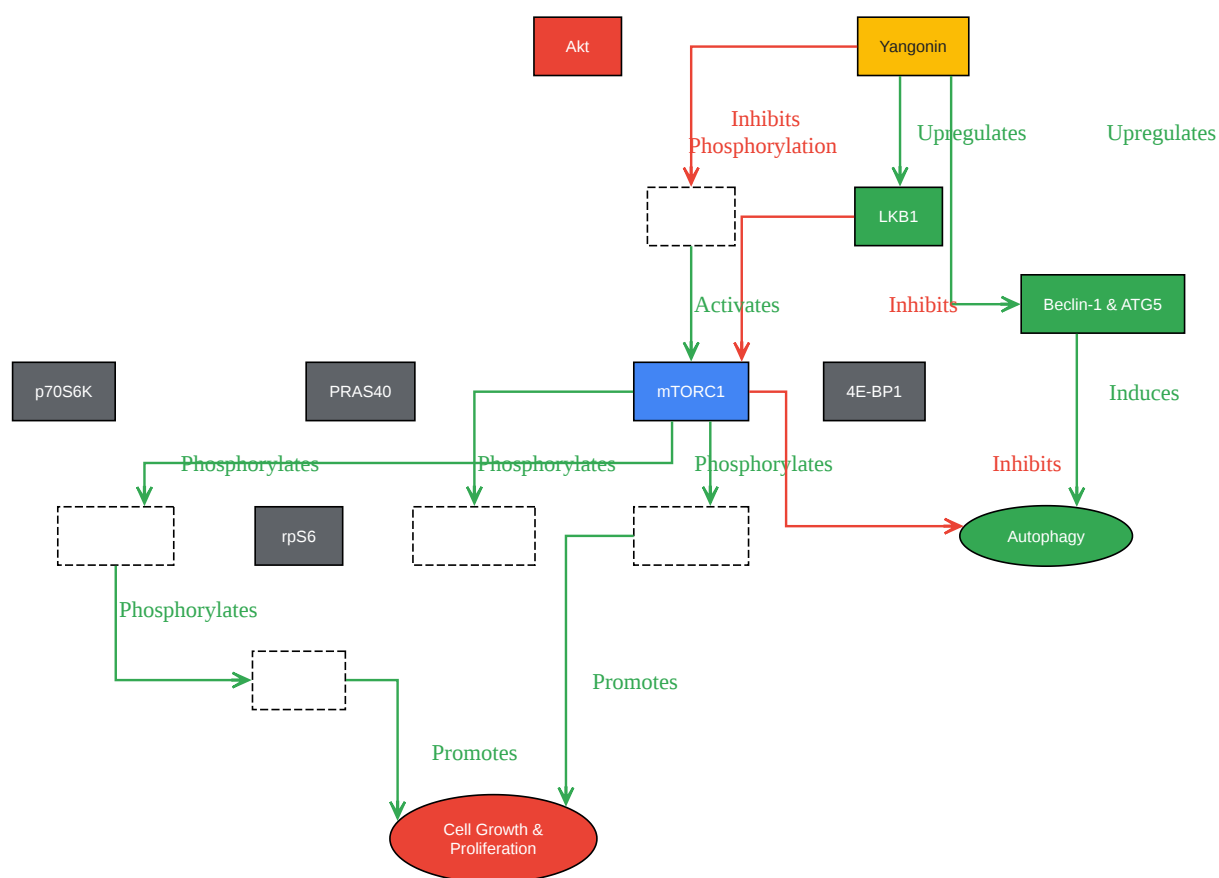 Akt
Yangonin
Inhibits
Phosphorylation
Upregulates
Upregulates
LKB1
Activates
Inhibits
Beclin-1 & ATG5
p70S6K
PRAS40
mTORC1
4E-BP1
Induces
Phosphorylates
Phosphorylates
Phosphorylates
Inhibits
rpS6
Autophagy
Phosphorylates
Promotes
Promotes
Cell Growth &
Proliferation